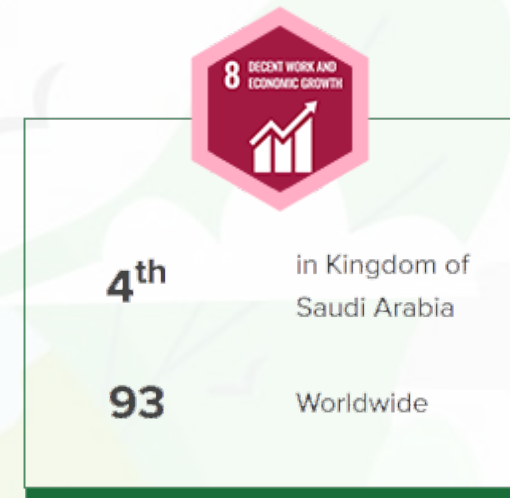 8 DECENT WORK AND
ECONOMIC GROWTH
4th in Kingdom of
Saudi Arabia
93 Worldwide